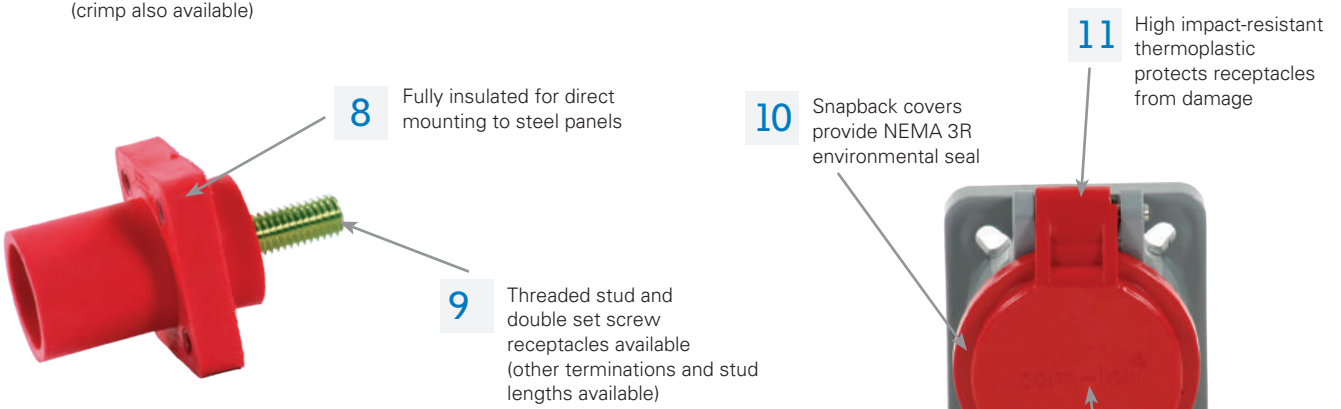 (crimp also available)
8
Fully insulated for direct
mounting to steel panels
9
Threaded stud and
double set screw
receptacles available
(other terminations and stud
lengths available)
10
Snapback covers
provide NEMA 3R
environmental seal
11
High impact-resistant
thermoplastic
protects receptacles
from damage